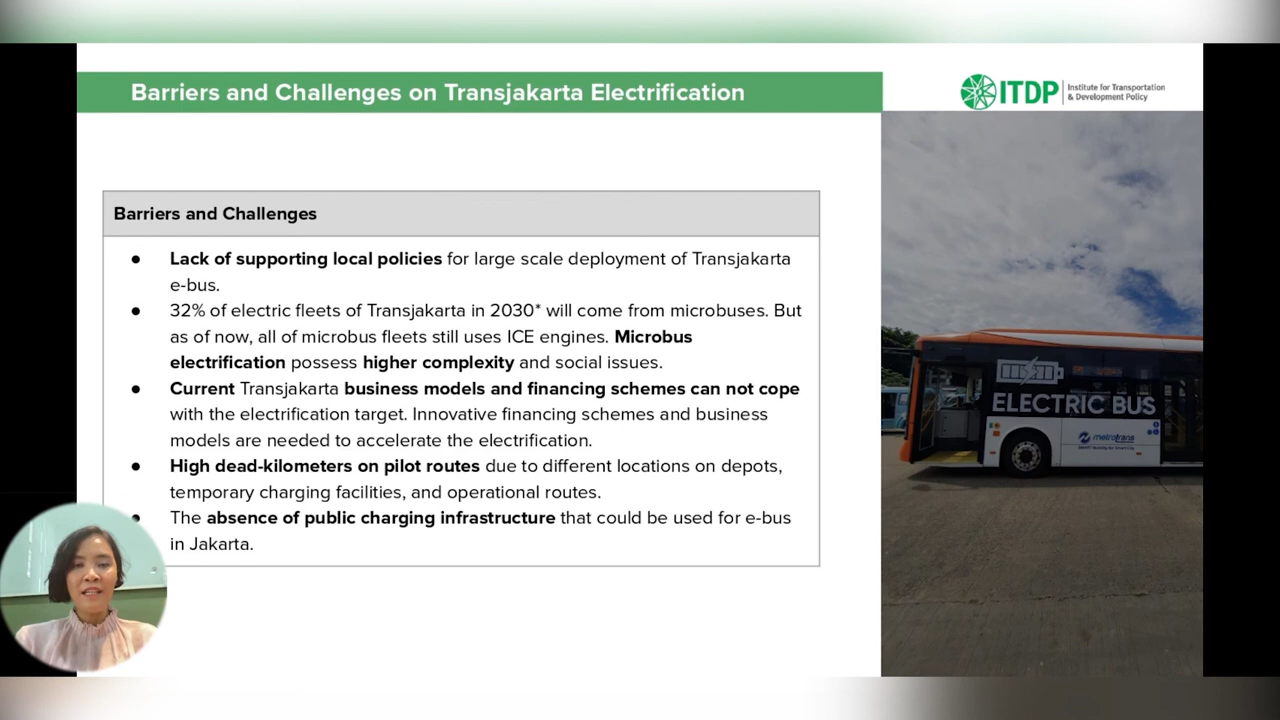 Barriers and Challenges on Transjakarta Electrification
ITDP
Institute for Transportation
& Development Policy
Barriers and Challenges
● Lack of supporting local policies for large scale deployment of Transjakarta
e-bus.
● 32% of electric fleets of Transjakarta in 2030* will come from microbuses. But
as of now, all of microbus fleets still uses ICE engines. Microbus
electrification possess higher complexity and social issues.
● Current Transjakarta business models and financing schemes can not cope
with the electrification target. Innovative financing schemes and business
models are needed to accelerate the electrification.
● High dead-kilometers on pilot routes due to different locations on depots,
temporary charging facilities, and operational routes.
● The absence of public charging infrastructure that could be used for e-bus
in Jakarta.
ELECTRIC BUS
metrotrans